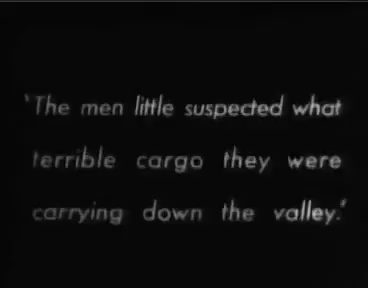 'The men little suspected what
terrible cargo they were
carrying down the valley.'